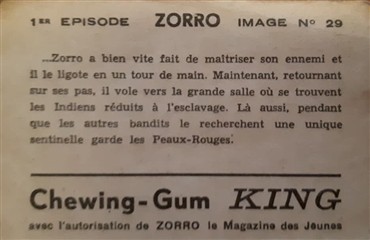 1ER EPISODE ZORRO IMAGE No 29
...Zorro a bien vite fait de maîtriser son ennemi et
il le ligote en un tour de main. Maintenant, retournant
sur ses pas, il vole vers la grande salle où se trouvent
les Indiens réduits à l'esclavage. Là aussi, pendant
que les autres bandits le recherchent une unique
sentinelle garde les Peaux-Rouges.
Chewing-Gum KING
avec l'autorisation de ZORRO le Magazine des Jeunes